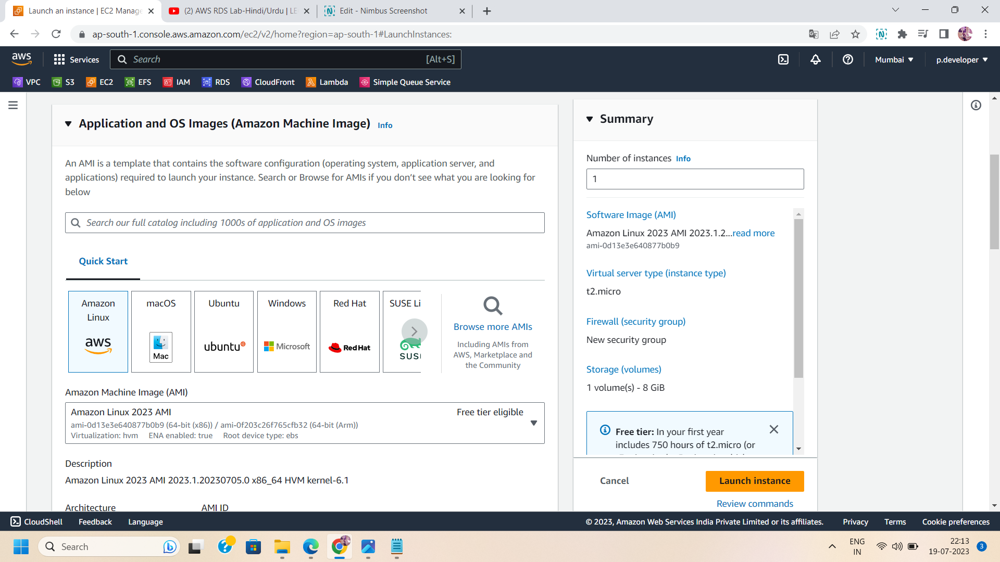 Launch an instance | EC2 Manage
(2) AWS RDS Lab-Hindi/Urdu | LE
Edit - Nimbus Screenshot
ap-south-1.console.aws.amazon.com/ec2/v2/home?region=ap-south-1#LaunchInstances:
aws
Services
Search
[Alt+S]
Mumbai
p.developer
VPC
S3
EC2
EFS
IAM
RDS
CloudFront
Lambda
Simple Queue Service
Application and OS Images (Amazon Machine Image) Info
An AMI is a template that contains the software configuration (operating system, application server, and
applications) required to launch your instance. Search or Browse for AMIs if you don’t see what you are looking for
below
Search our full catalog including 1000s of application and OS images
Quick Start
Amazon
Linux
aws
macOS
Mac
Ubuntu
ubuntu
Windows
Microsoft
Red Hat
RedHat
SUSE Li
SUS
Browse more AMIs
Including AMIs from
AWS, Marketplace and
the Community
Amazon Machine Image (AMI)
Amazon Linux 2023 AMI
Free tier eligible
ami-0d13e3e640877b0b9 (64-bit (x86)) / ami-0f203c26f765cfb32 (64-bit (Arm))
Virtualization: hvm ENA enabled: true Root device type: ebs
Description
Amazon Linux 2023 AMI 2023.1.20230705.0 x86_64 HVM kernel-6.1
Architecture
AMI ID
Summary
Number of instances Info
1
Software Image (AMI)
Amazon Linux 2023 AMI 2023.1.2...read more
ami-0d13e3e640877b0b9
Virtual server type (instance type)
t2.micro
Firewall (security group)
New security group
Storage (volumes)
1 volume(s) - 8 GiB
Free tier: In your first year
includes 750 hours of t2.micro (or
Cancel
Launch instance
Review commands
CloudShell
Feedback
Language
© 2023, Amazon Web Services India Private Limited or its affiliates.
Privacy
Terms
Cookie preferences
Search
ENG
IN
22:13
19-07-2023
3